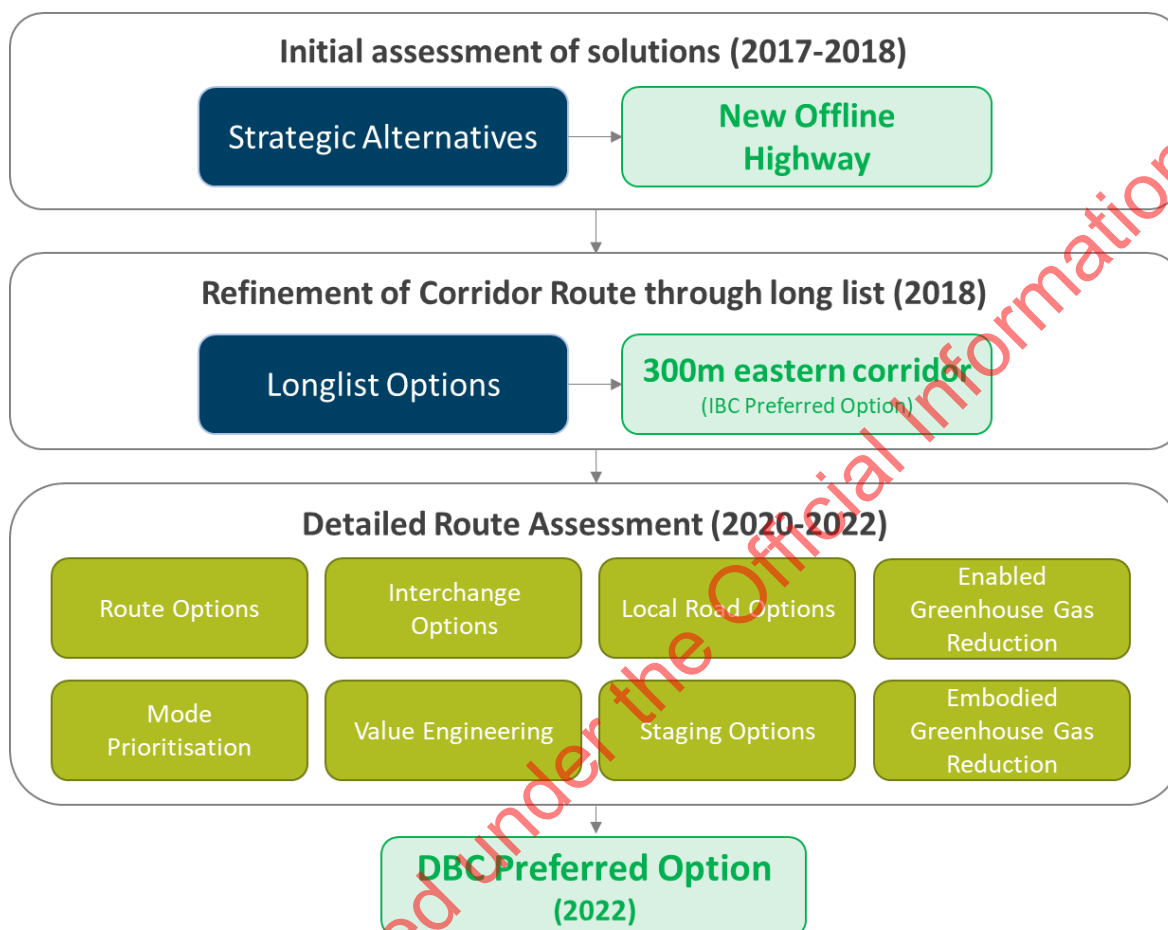 Initial assessment of solutions (2017-2018)
Strategic Alternatives
New Offline
Highway
Refinement of Corridor Route through long list (2018)
Longlist Options
300m eastern corridor
(IBC Preferred Option)
Detailed Route Assessment (2020-2022)
Route Options
Interchange
Options
Local Road Options
Enabled
Greenhouse Gas
Reduction
Mode
Prioritisation
Value Engineering
Staging Options
Embodied
Greenhouse Gas
Reduction
DBC Preferred Option
(2022)
under the Official Information